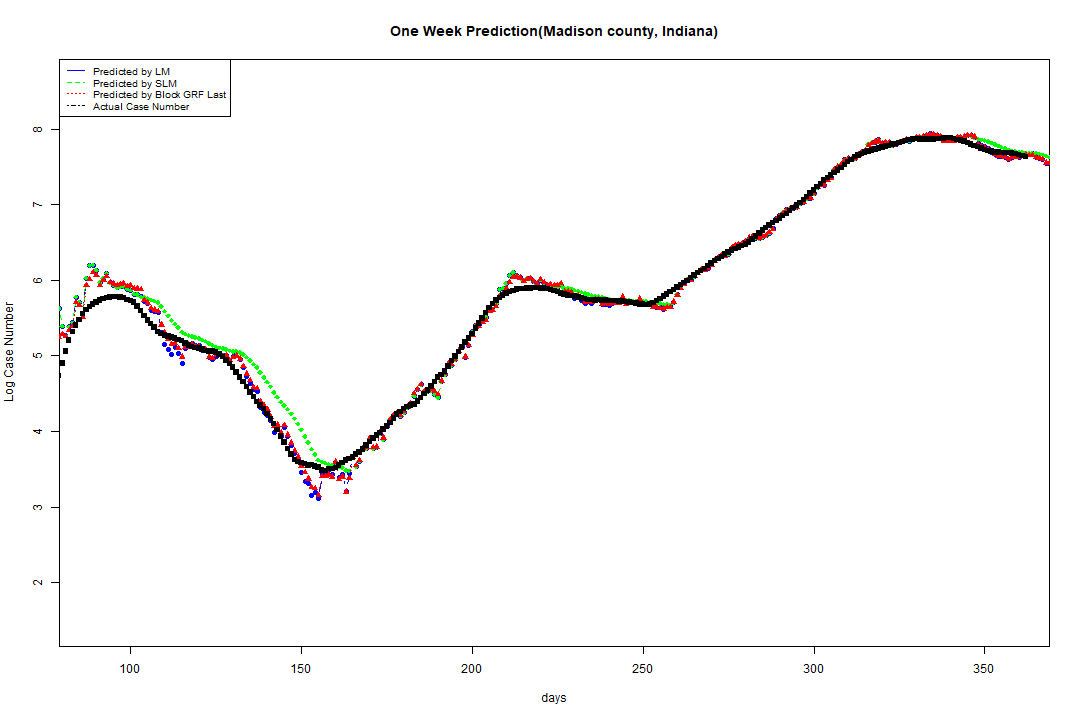 One Week Prediction(Madison county, Indiana)
Predicted by LM
Predicted by SLM
Predicted by Block GRF Last
Actual Case Number
Log Case Number
8
7
6
5
4
3
2
100 150 200 250 300 350
days